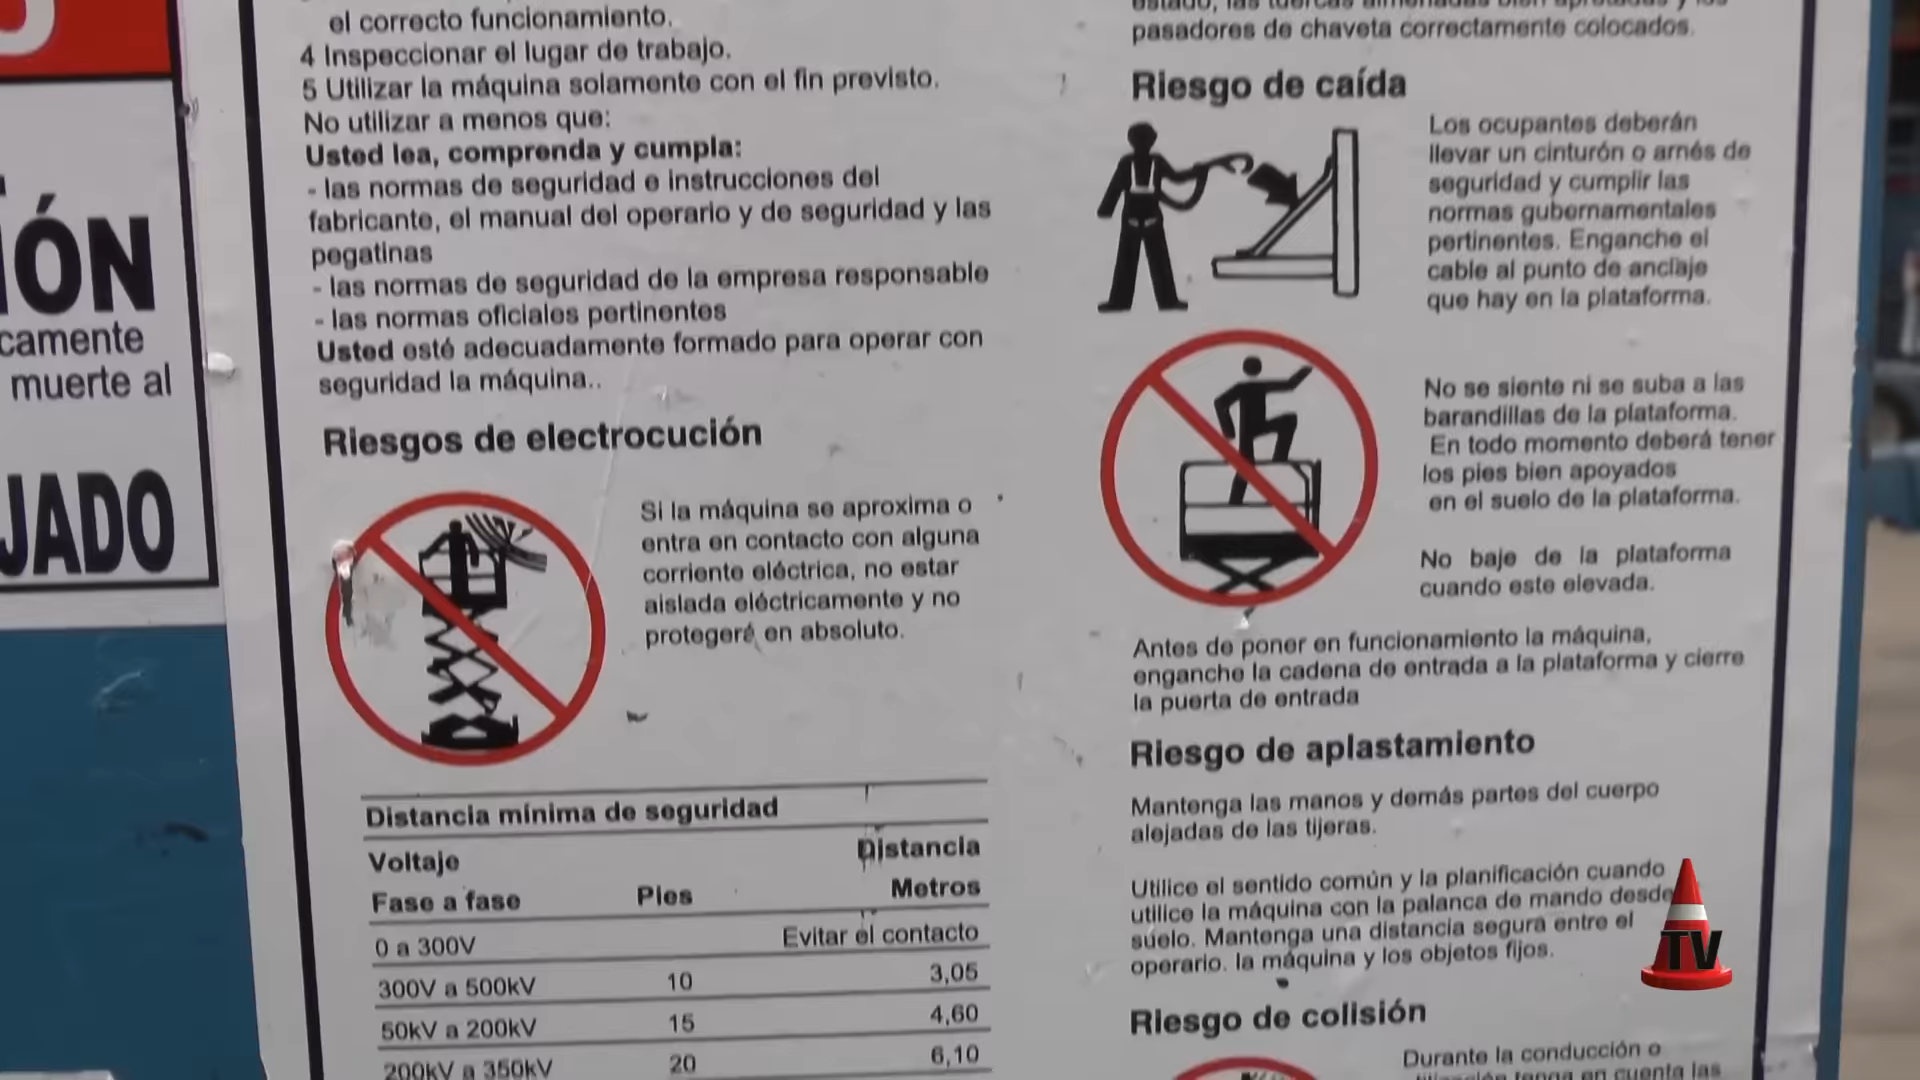 IÓN
camente
muerte al
JADO
el correcto funcionamiento.
4 Inspeccionar el lugar de trabajo.
5 Utilizar la máquina solamente con el fin previsto.
No utilizar a menos que:
Usted lea, comprenda y cumpla:
- las normas de seguridad e instrucciones del
fabricante, el manual del operario y de seguridad y las
pegatinas
- las normas de seguridad de la empresa responsable
- las normas oficiales pertinentes
Usted esté adecuadamente formado para operar con
seguridad la máquina..
Riesgos de electrocución
Si la máquina se aproxima o
entra en contacto con alguna
corriente eléctrica, no estar
aislada eléctricamente y no
protegeré en absoluto.
Distancia mínima de seguridad
Voltaje Distancia
Fase a fase Pies Metros
0 a 300V Evitar el contacto
300V a 500kV 10 3,05
50kV a 200kV 15 4,60
200kV a 350kV 20 6,10
estado, las tuercas almenadas bien apretadas y los
pasadores de chaveta correctamente colocados.
Riesgo de caída
Los ocupantes deberán
llevar un cinturón o arnés de
seguridad y cumplir las
normas gubernamentales
pertinentes. Enganche el
cable al punto de anclaje
que hay en la plataforma.
No se siente ni se suba a las
barandillas de la plataforma.
En todo momento deberá tener
los pies bien apoyados
en el suelo de la plataforma.
No baje de la plataforma
cuando este elevada.
Antes de poner en funcionamiento la máquina,
enganche la cadena de entrada a la plataforma y cierre
la puerta de entrada
Riesgo de aplastamiento
Mantenga las manos y demás partes del cuerpo
alejadas de las tijeras.
Utilice el sentido común y la planificación cuando
utilice la máquina con la palanca de mando desde
suelo. Mantenga una distancia segura entre el
operario. la máquina y los objetos fijos.
Riesgo de colisión
Durante la conducción o
tenga en cuenta las
TV